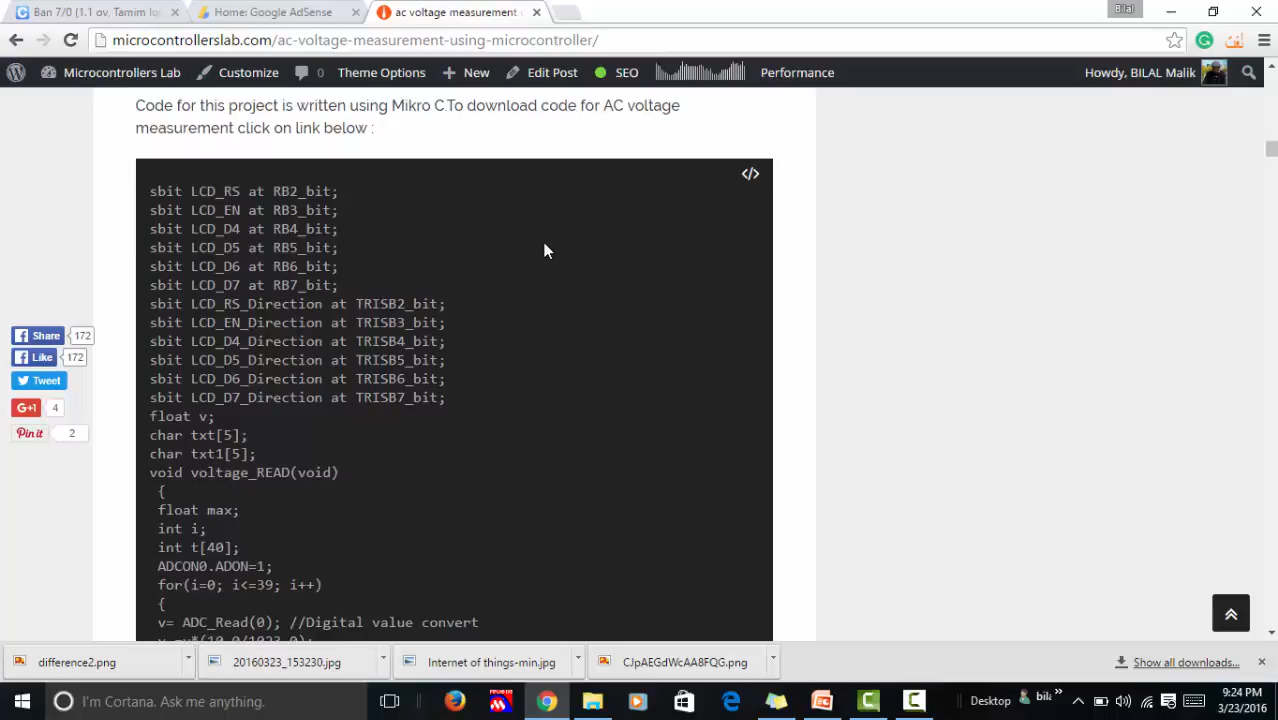 Ban 7/0 (1.1 ov, Tamim Iq
Home: Google AdSense
ac voltage measurement
Bilal
microcontrollerslab.com/ac-voltage-measurement-using-microcontroller/
Microcontrollers Lab Customize 0 Theme Options New Edit Post SEO Performance Howdy, BILAL Malik
Code for this project is written using Mikro C.To download code for AC voltage
measurement click on link below :
</>
sbit LCD_RS at RB2_bit;
sbit LCD_EN at RB3_bit;
sbit LCD_D4 at RB4_bit;
sbit LCD_D5 at RB5_bit;
sbit LCD_D6 at RB6_bit;
sbit LCD_D7 at RB7_bit;
sbit LCD_RS_Direction at TRISB2_bit;
sbit LCD_EN_Direction at TRISB3_bit;
sbit LCD_D4_Direction at TRISB4_bit;
sbit LCD_D5_Direction at TRISB5_bit;
sbit LCD_D6_Direction at TRISB6_bit;
sbit LCD_D7_Direction at TRISB7_bit;
float v;
char txt[5];
char txt1[5];
void voltage_READ(void)
{
float max;
int i;
int t[40];
ADCON0.ADON=1;
for(i=0; i<=39; i++)
{
v= ADC_Read(0); //Digital value convert
v =v*(10.0/1023.0);
Share 172
Like 172
Tweet
G+1 4
Pin it 2
difference2.png
20160323_153230.jpg
Internet of things-min.jpg
CJpAEGdWcAA8FQG.png
Show all downloads...
I'm Cortana. Ask me anything.
Desktop
bila
9:24 PM
3/23/2016